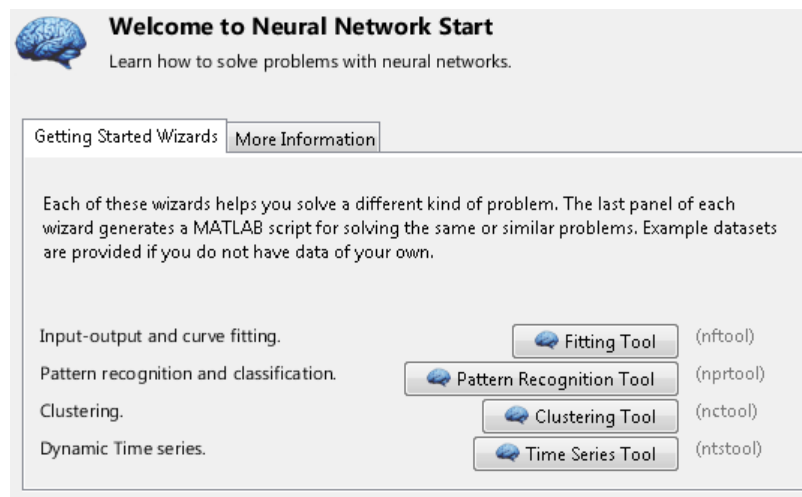 Welcome to Neural Network Start
Learn how to solve problems with neural networks.
Getting Started Wizards More Information
Each of these wizards helps you solve a different kind of problem. The last panel of each
wizard generates a MATLAB script for solving the same or similar problems. Example datasets
are provided if you do not have data of your own.
Input-output and curve fitting. Fitting Tool (nftool)
Pattern recognition and classification. Pattern Recognition Tool (nprtool)
Clustering. Clustering Tool (nctool)
Dynamic Time series. Time Series Tool (ntstool)